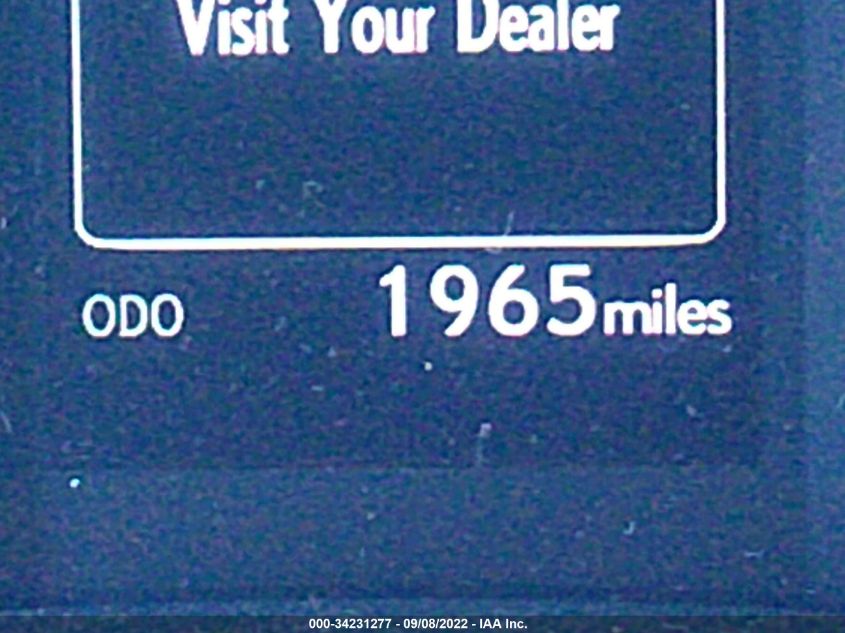 Visit Your Dealer
ODO 1965 miles
000-34231277 - 09/08/2022 - IAA Inc.